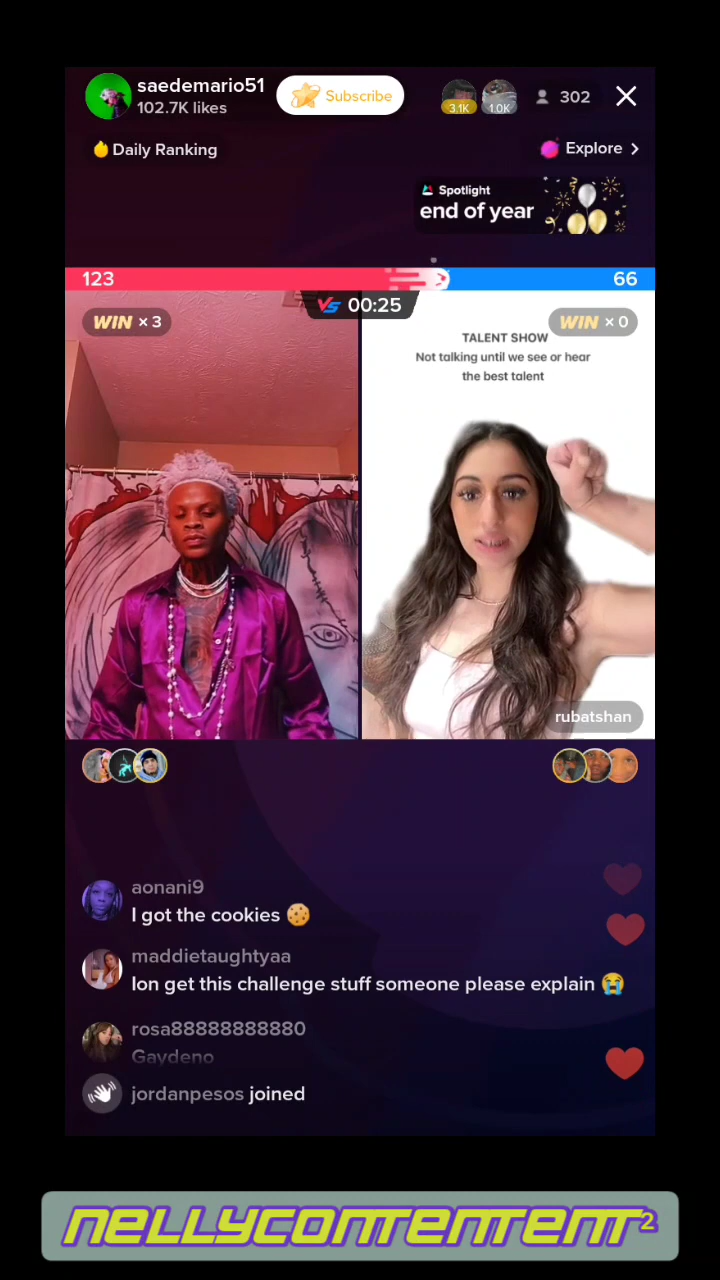 saedemario51
102.7K likes
Subscribe
3.1K
1.0K
302
Daily Ranking
Explore
Spotlight
end of year
123
66
VS 00:25
WIN × 3
WIN × 0
TALENT SHOW
Not talking until we see or hear
the best talent
rubatshan
aonani9
I got the cookies
maddietaughtyaa
Ion get this challenge stuff someone please explain
rosa88888888880
Gaydeno
jordanpesos joined
NELLYCONTENTENT²